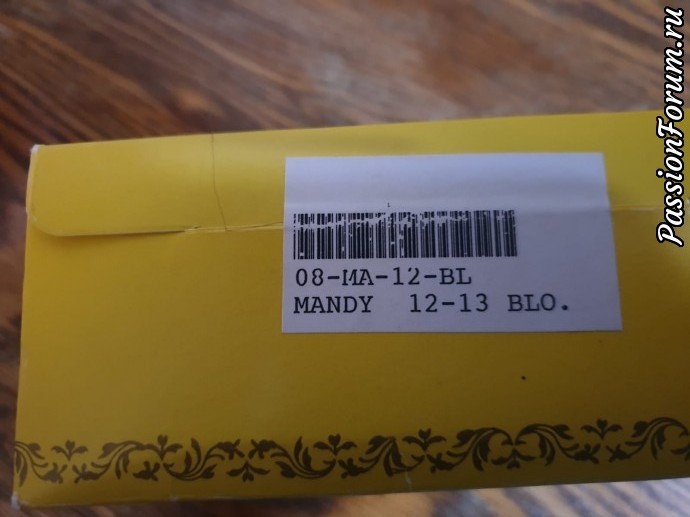 08-MA-12-BL
MANDY 12-13 BLO.
PassionForum.ru